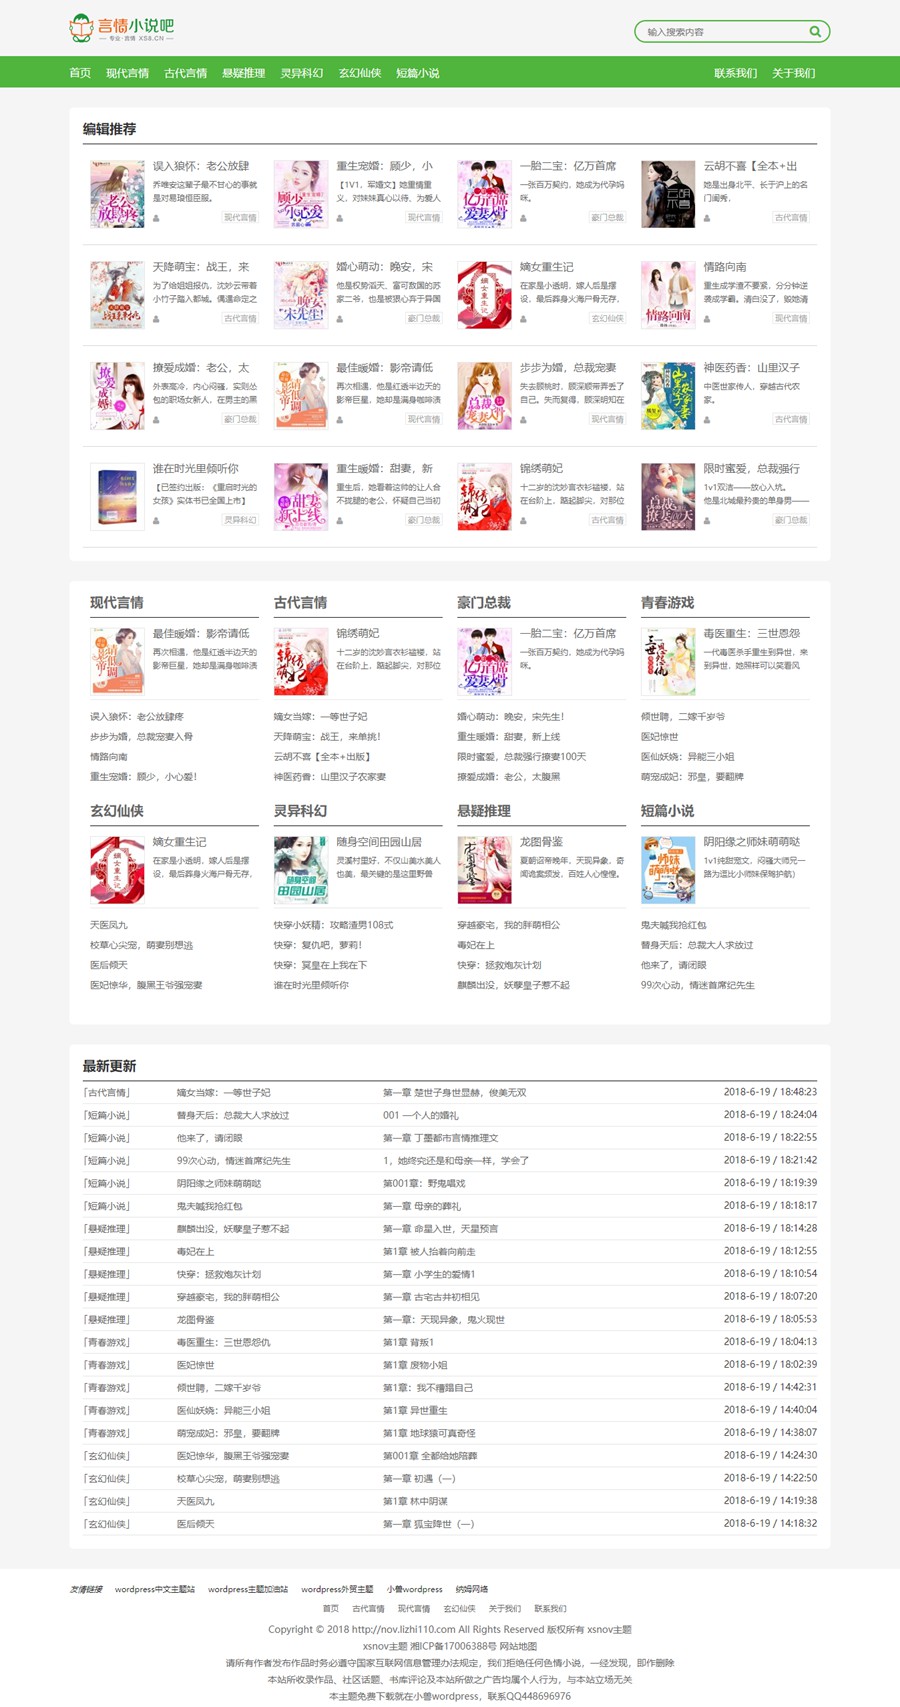 言情小说吧
专业·言情 XS8.CN
输入搜索内容
首页 现代言情 古代言情 悬疑推理 灵异科幻 玄幻仙侠 短篇小说 联系我们 关于我们
编辑推荐
误入狼怀：老公放肆
乔唯安这辈子最不甘心的事就
是对易琅恒臣服。
现代言情
重生宠婚：顾少，小
【1V1，军婚文】她重情重
义，对妹妹真心以待，为爱人
现代言情
一胎二宝：亿万首席
一张百万契约，她成为代孕妈
咪。
豪门总裁
云胡不喜【全本+出
她是出身北平，长于沪上的名
门闺秀，
古代言情
天降萌宝：战王，来
为了给姐姐报仇，沈妙云带着
小竹子踏入都城。偶遇命定之
古代言情
婚心萌动：晚安，宋
他是权势滔天、富可敌国的苏
家二爷，也是被狠心弃于异国
豪门总裁
嫡女重生记
在家是小透明，嫁人后是摆
设，最后葬身火海尸骨无存，
玄幻仙侠
情路向南
重生成学渣不要紧，分分钟逆
袭成学霸。清白没了，毁她清
现代言情
撩爱成婚：老公，太
外表高冷，内心闷骚，实则怂
包的职场女新人，在男主的黑
豪门总裁
最佳暖婚：影帝请低
再次相遇，他是红透半边天的
影帝巨星，她却是满身咖啡渍
现代言情
步步为婚，总裁宠妻
失去顾桃时，顾深顺带弄丢了
自己。失而复得，顾深明知在
现代言情
神医药香：山里汉子
中医世家传人，穿越古代农
家。
古代言情
谁在时光里倾听你
【已签约出版：《重启时光的
女孩》实体书已全国上市】
灵异科幻
重生暖婚：甜妻，新
重生后，她看着这帅的让人合
不拢腿的老公，怀疑自己当初
豪门总裁
锦绣萌妃
十二岁的沈妙言衣衫褴褛，站
在台阶上，踮起脚尖，对那位
古代言情
限时蜜爱，总裁强行
1v1双洁——放心入坑。
他是北城最矜贵的单身男——
豪门总裁
现代言情
最佳暖婚：影帝请低
再次相遇，他是红透半边天的
影帝巨星，她却是满身咖啡渍
误入狼怀：老公放肆疼
步步为婚，总裁宠妻入骨
情路向南
重生宠婚：顾少，小心爱！
古代言情
锦绣萌妃
十二岁的沈妙言衣衫褴褛，站
在台阶上，踮起脚尖，对那位
嫡女当嫁：一等世子妃
天降萌宝：战王，来单挑！
云胡不喜【全本+出版】
神医药香：山里汉子农家妻
豪门总裁
一胎二宝：亿万首席
一张百万契约，她成为代孕妈
咪。
婚心萌动：晚安，宋先生！
重生暖婚：甜妻，新上线
限时蜜爱，总裁强行撩妻100天
撩爱成婚：老公，太腹黑
青春游戏
毒医重生：三世恩怨
一代毒医杀手重生到异世，来
到异世，她照样可以笑看风
倾世聘，二嫁千岁爷
医妃惊世
医仙妖娆：异能三小姐
萌宠成妃：邪皇，要翻牌
玄幻仙侠
嫡女重生记
在家是小透明，嫁人后是摆
设，最后葬身火海尸骨无存，
天医凤九
校草心尖宠，萌妻别想逃
医后倾天
医妃惊华，腹黑王爷强宠妻
灵异科幻
随身空间田园山居
灵溪村里好，不仅山美水美人
也美，最关键的是这里野兽
快穿小妖精：攻略渣男108式
快穿：复仇吧，萝莉！
快穿：冥皇在上我在下
谁在时光里倾听你
悬疑推理
龙图骨鉴
夏朝诏帝晚年，天现异象，奇
闻诡案频发，百姓人心惶惶。
穿越豪宅，我的胖萌相公
毒妃在上
快穿：拯救炮灰计划
麒麟出没，妖孽皇子惹不起
短篇小说
阴阳缘之师妹萌萌哒
1v1纯甜宠文，闷骚大师兄一
路为逗比小师妹保驾护航）
鬼夫喊我抢红包
替身天后：总裁大人求放过
他来了，请闭眼
99次心动，情迷首席纪先生
最新更新
「古代言情」 嫡女当嫁：一等世子妃 第一章 楚世子身世显赫，俊美无双 2018-6-19 / 18:48:23
「短篇小说」 替身天后：总裁大人求放过 001 一个人的婚礼 2018-6-19 / 18:24:04
「短篇小说」 他来了，请闭眼 第一章 丁墨都市言情推理文 2018-6-19 / 18:22:55
「短篇小说」 99次心动，情迷首席纪先生 1，她终究还是和母亲一样，学会了 2018-6-19 / 18:21:42
「短篇小说」 阴阳缘之师妹萌萌哒 第001章：野鬼唱戏 2018-6-19 / 18:19:39
「短篇小说」 鬼夫喊我抢红包 第一章 母亲的葬礼 2018-6-19 / 18:18:17
「悬疑推理」 麒麟出没，妖孽皇子惹不起 第一章 命星入世，天星预言 2018-6-19 / 18:14:28
「悬疑推理」 毒妃在上 第1章 被人抬着向前走 2018-6-19 / 18:12:55
「悬疑推理」 快穿：拯救炮灰计划 第一章 小学生的爱情1 2018-6-19 / 18:10:54
「悬疑推理」 穿越豪宅，我的胖萌相公 第一章 古宅古井初相见 2018-6-19 / 18:07:20
「悬疑推理」 龙图骨鉴 第一章：天现异象，鬼火现世 2018-6-19 / 18:05:53
「青春游戏」 毒医重生：三世恩怨仇 第1章 背叛1 2018-6-19 / 18:04:13
「青春游戏」 医妃惊世 第1章 废物小姐 2018-6-19 / 18:02:39
「青春游戏」 倾世聘，二嫁千岁爷 第1章：我不糟蹋自己 2018-6-19 / 14:42:31
「青春游戏」 医仙妖娆：异能三小姐 第1章 异世重生 2018-6-19 / 14:40:04
「青春游戏」 萌宠成妃：邪皇，要翻牌 第1章 地球猿可真奇怪 2018-6-19 / 14:38:07
「玄幻仙侠」 医妃惊华，腹黑王爷强宠妻 第001章 全都给她陪葬 2018-6-19 / 14:24:30
「玄幻仙侠」 校草心尖宠，萌妻别想逃 第一章 初遇（一） 2018-6-19 / 14:22:50
「玄幻仙侠」 天医凤九 第1章 林中阴谋 2018-6-19 / 14:19:38
「玄幻仙侠」 医后倾天 第一章 狐宝降世（一） 2018-6-19 / 14:18:32
友情链接 wordpress中文主题站 wordpress主题加油站 wordpress外贸主题 小兽wordpress 纳姆网络
首页 古代言情 现代言情 玄幻仙侠 关于我们 联系我们
Copyright © 2018 http://nov.lizhi110.com All Rights Reserved 版权所有 xsnov主题
xsnov主题 湘ICP备17006388号 网站地图
请所有作者发布作品时务必遵守国家互联网信息管理办法规定，我们拒绝任何色情小说，一经发现，即作删除
本站所收录作品、社区话题、书库评论及本站所做之广告均属个人行为，与本站立场无关
本主题免费下载就在小兽wordpress，联系QQ448696976